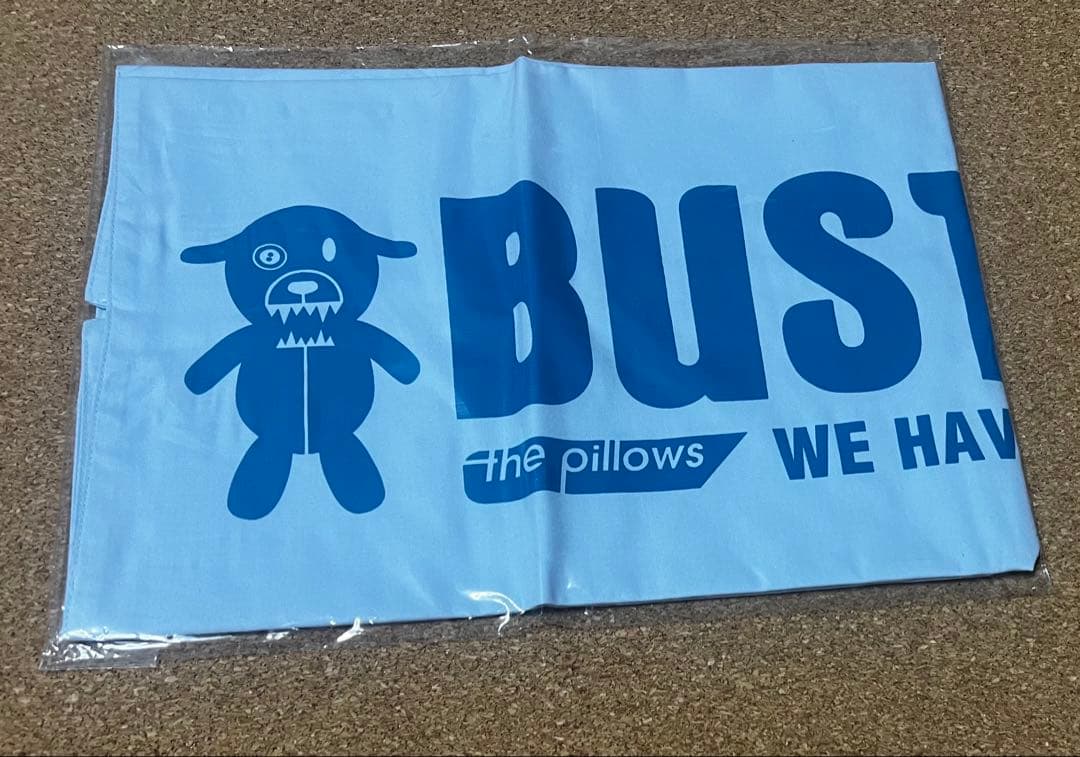 BUST
the pillows
WE HAV